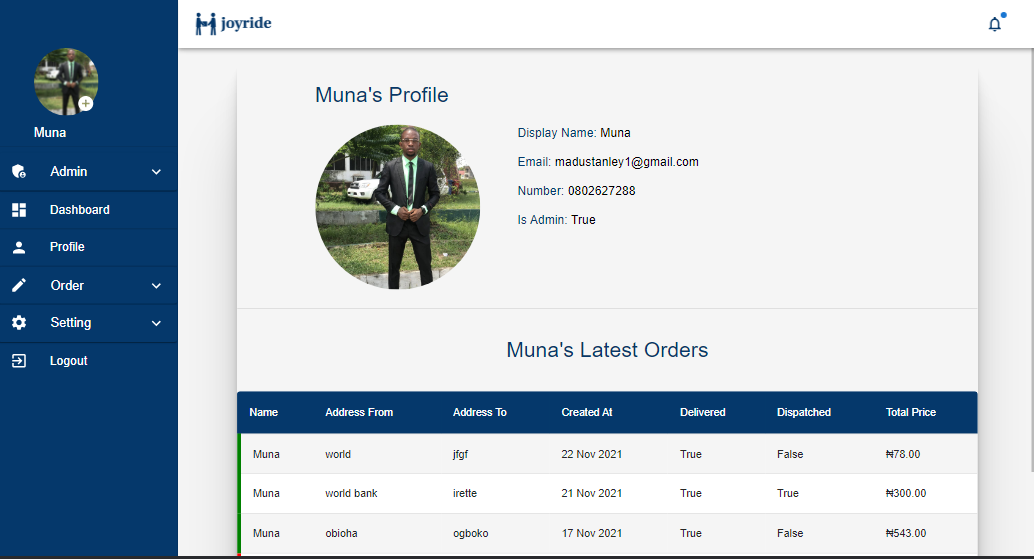 joyride
Muna
Admin
Dashboard
Profile
Order
Setting
Logout
Muna's Profile
Display Name: Muna
Email: madustanley1@gmail.com
Number: 0802627288
Is Admin: True
Muna's Latest Orders
Name Address From Address To Created At Delivered Dispatched Total Price
Muna world jfgf 22 Nov 2021 True False ₦78.00
Muna world bank irette 21 Nov 2021 True True ₦300.00
Muna obioha ogboko 17 Nov 2021 True False ₦543.00